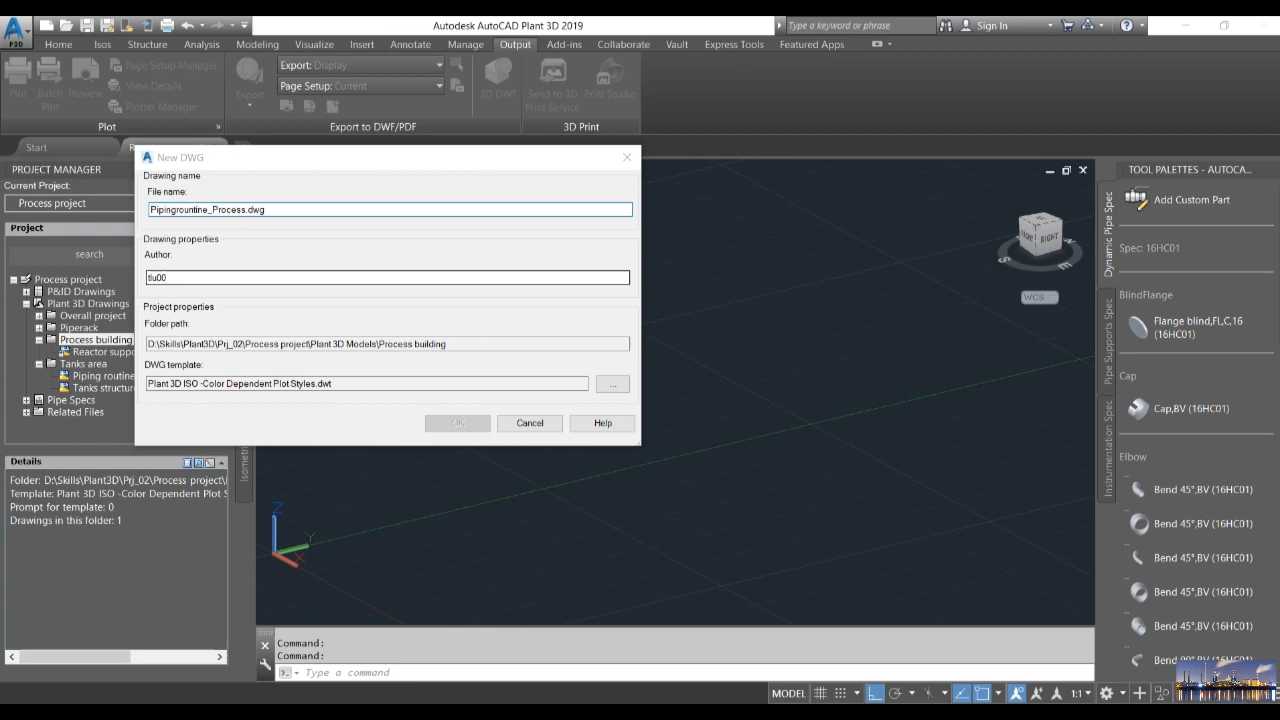 Autodesk AutoCAD Plant 3D 2019
Type a keyword or phrase
Sign In
P3D
Home
Isos
Structure
Analysis
Modeling
Visualize
Insert
Annotate
Manage
Output
Add-ins
Collaborate
Vault
Express Tools
Featured Apps
Plot
Batch
Plot
Preview
Page Setup Manager
View Details
Plotter Manager
Export
Export: Display
Page Setup: Current
3D DWF
Send to 3D
Print Service
Print Studio
Plot
Export to DWF/PDF
3D Print
Start
PROJECT MANAGER
Current Project:
Process project
Project
search
Process project
P&ID Drawings
Plant 3D Drawings
Overall project
Piperack
Process building
Reactor suppo
Tanks area
Piping routine
Tanks structur
Pipe Specs
Related Files
Details
Folder: D:\Skills\Plant3D\Prj_02\Process project\
Template: Plant 3D ISO -Color Dependent Plot S
Prompt for template: 0
Drawings in this folder: 1
New DWG
Drawing name
File name:
Pipingrountine_Process.dwg
Drawing properties
Author:
tlu00
Project properties
Folder path:
D:\Skills\Plant3D\Prj_02\Process project\Plant 3D Models\Process building
DWG template:
Plant 3D ISO -Color Dependent Plot Styles.dwt
...
OK
Cancel
Help
Isometric
Z
Y
X
RIGHT
S
E
WCS
Command:
Command:
Type a command
TOOL PALETTES - AUTOCA...
Dynamic Pipe Spec
Pipe Supports Spec
Instrumentation Spec
Add Custom Part
Spec: 16HC01
BlindFlange
Flange blind,Fl,C,16
(16HC01)
Cap
Cap,BV (16HC01)
Elbow
Bend 45°,BV (16HC01)
Bend 45°,BV (16HC01)
Bend 45°,BV (16HC01)
Bend 45°,BV (16HC01)
Bend 45°,BV (16HC01)
MODEL
1:1